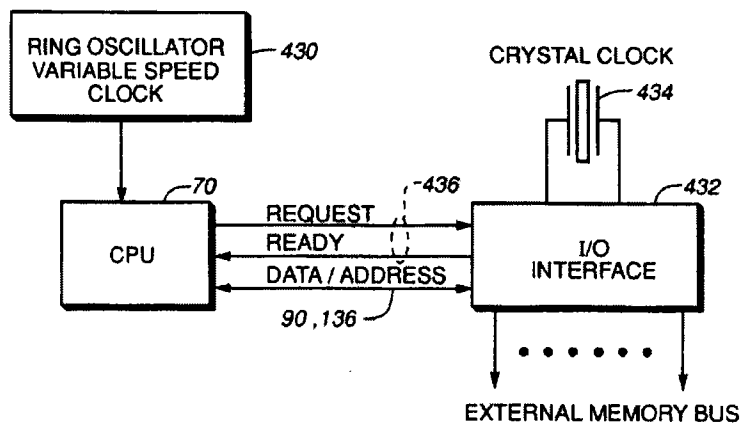 RING OSCILLATOR
VARIABLE SPEED
CLOCK
430
CRYSTAL CLOCK
434
70
CPU
436
REQUEST
READY
DATA / ADDRESS
90,136
432
I/O
INTERFACE
EXTERNAL MEMORY BUS